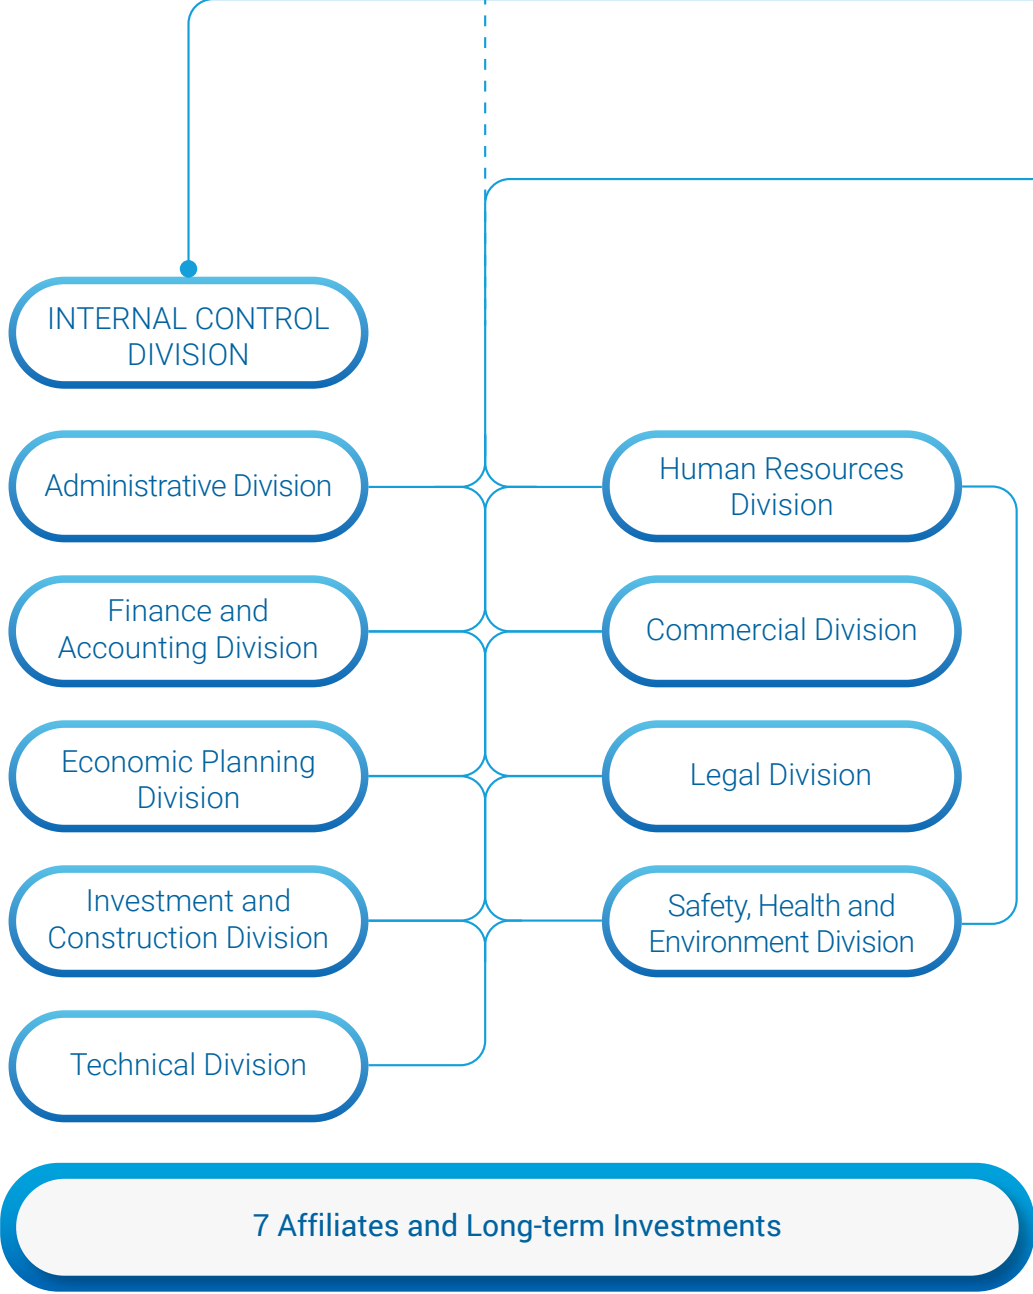 INTERNAL CONTROL
DIVISION
Administrative Division
Human Resources
Division
Finance and
Accounting Division
Commercial Division
Economic Planning
Division
Legal Division
Investment and
Construction Division
Safety, Health and
Environment Division
Technical Division
7 Affiliates and Long-term Investments